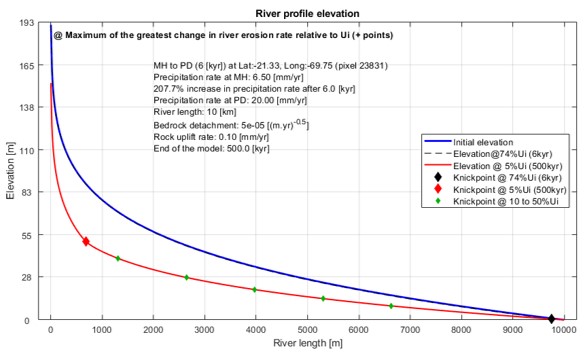 River profile elevation
@ Maximum of the greatest change in river erosion rate relative to Ui (+ points)
MH to PD (6 [kyr]) at Lat:-21.33, Long:-69.75 (pixel 23831)
Precipitation rate at MH: 6.50 [mm/yr]
207.7% increase in precipitation rate after 6.0 [kyr]
Precipitation rate at PD: 20.00 [mm/yr]
River length: 10 [km]
Bedrock detachment: 5e-05 [(m.yr)^-0.5]
Rock uplift rate: 0.10 [mm/yr]
End of the model: 500.0 [kyr]
Initial elevation
Elevation@74%Ui (6kyr)
Elevation @ 5%Ui (500kyr)
Knickpoint @ 74%Ui (6kyr)
Knickpoint @ 5%Ui (500kyr)
Knickpoint @ 10 to 50%Ui
Elevation [m]
193
165
138
110
83
55
28
0
0 1000 2000 3000 4000 5000 6000 7000 8000 9000 10000
River length [m]